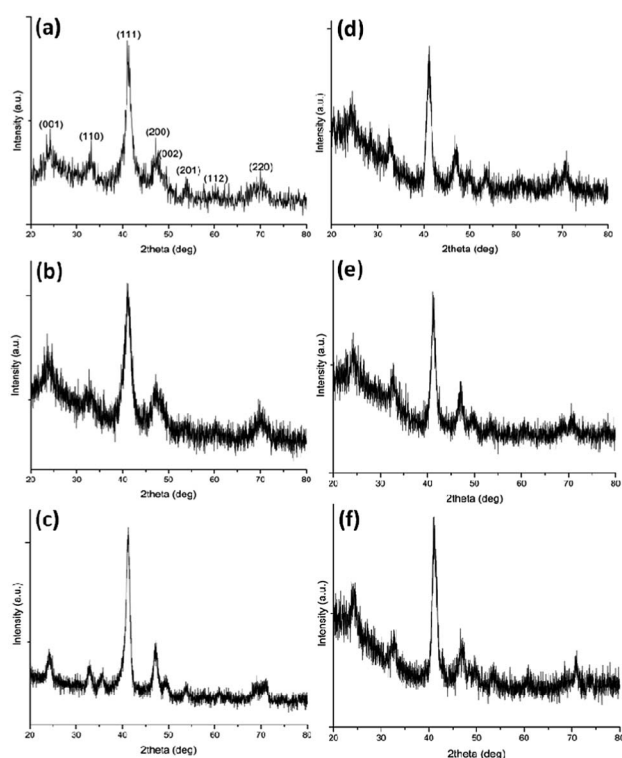 (a)
(111)
(001)
(110)
(200)
(002)
(201)
(112)
(220)
Intensity (a.u.)
20 30 40 50 60 70 80
2theta (deg)
(b)
Intensity (a.u.)
20 30 40 50 60 70 80
2theta (deg)
(c)
Intensity (a.u.)
20 30 40 50 60 70 80
2theta (deg)
(d)
Intensity (a.u.)
20 30 40 50 60 70 80
2theta (deg)
(e)
Intensity (a.u.)
20 30 40 50 60 70 80
2theta (deg)
(f)
Intensity (a.u.)
20 30 40 50 60 70 80
2theta (deg)